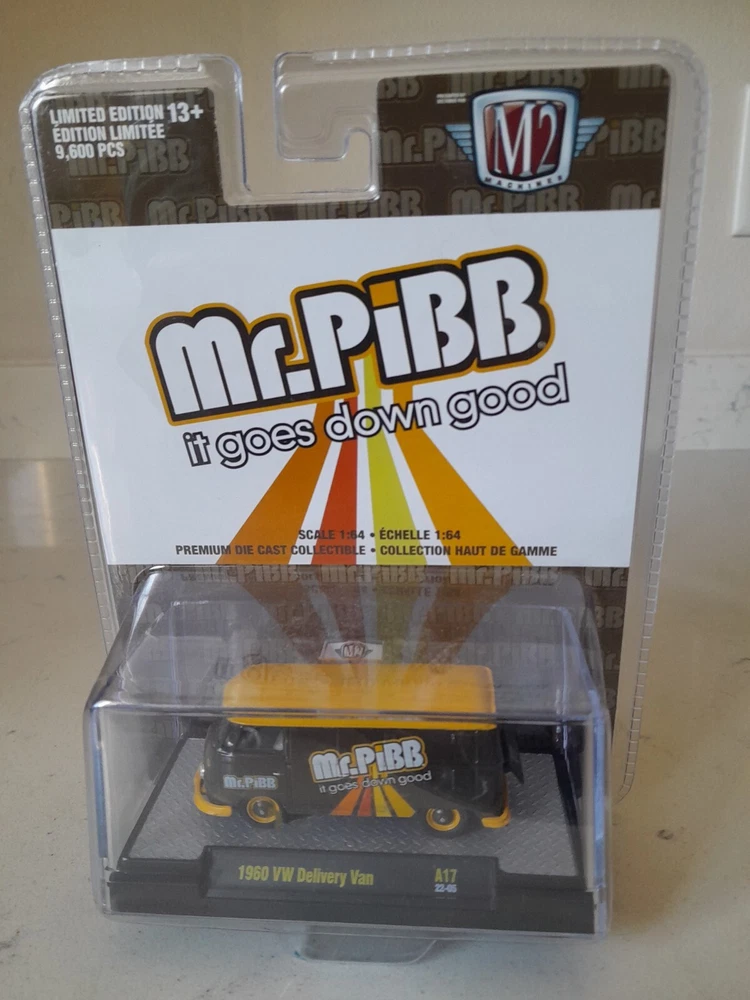 LIMITED EDITION 13+
ÉDITION LIMITÉE
9,600 PCS
M2
MACHINES
Mr.PiBB
it goes down good
SCALE 1:64 • ÉCHELLE 1:64
PREMIUM DIE CAST COLLECTIBLE • COLLECTION HAUT DE GAMME
M2
Mr.PiBB
Mr.PiBB
it goes down good
1960 VW Delivery Van
A17
22-05